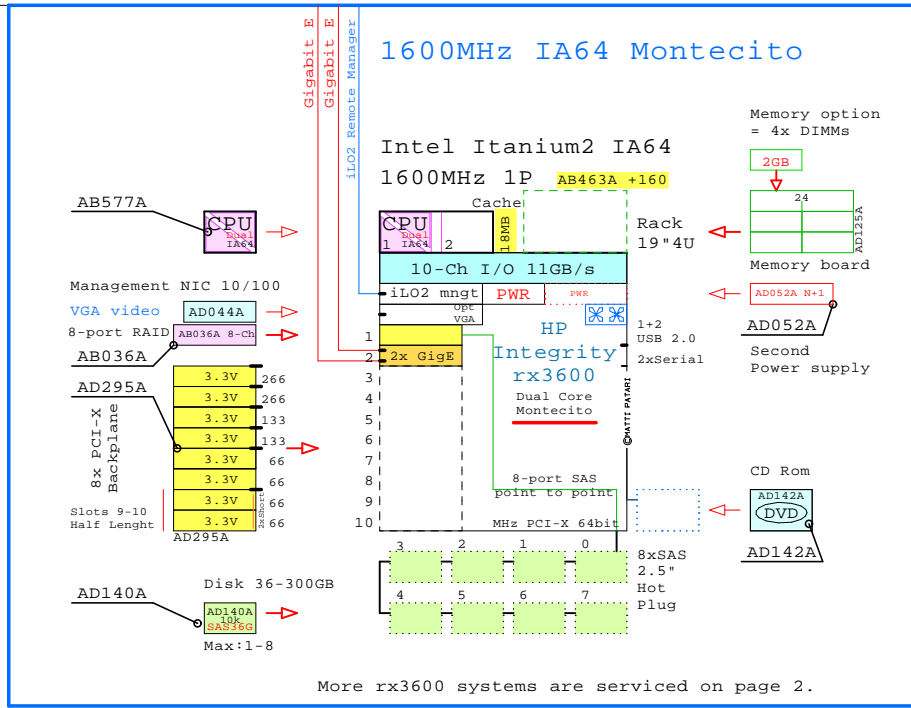 1600MHz IA64 Montecito
Gigabit E
Gigabit E
iLO2 Remote Manager
Intel Itanium2 IA64
1600MHz 1P
AB463A +160
Memory option
= 4x DIMMs
2GB
24
AD125A
Memory board
AB577A
CPU
Dual
IA64
Cache
CPU
Dual
1
IA64
2
18MB
Rack
19"4U
10-Ch I/O 11GB/s
Management NIC 10/100
VGA video
AD044A
8-port RAID
AB036A 8-Ch
AB036A
iLO2 mngt
PWR
PWR
Opt
VGA
AD052A N+1
AD052A
Second
Power supply
1
2
2x GigE
HP
Integrity
rx3600
Dual Core
Montecito
1+2
USB 2.0
2xSerial
©MATTI PATARI
AD295A
8x PCI-X
Backplane
3.3V
266
3.3V
266
3.3V
133
3.3V
133
3.3V
66
3.3V
66
3.3V
66
3.3V
66
2xShort
Slots 9-10
Half Lenght
AD295A
3
4
5
6
7
8
9
10
8-port SAS
point to point
MHz PCI-X 64bit
CD Rom
AD142A
DVD
AD142A
3
2
1
0
4
5
6
7
8xSAS
2.5"
Hot
Plug
Disk 36-300GB
AD140A
AD140A
10k
SAS36G
Max:1-8
More rx3600 systems are serviced on page 2.